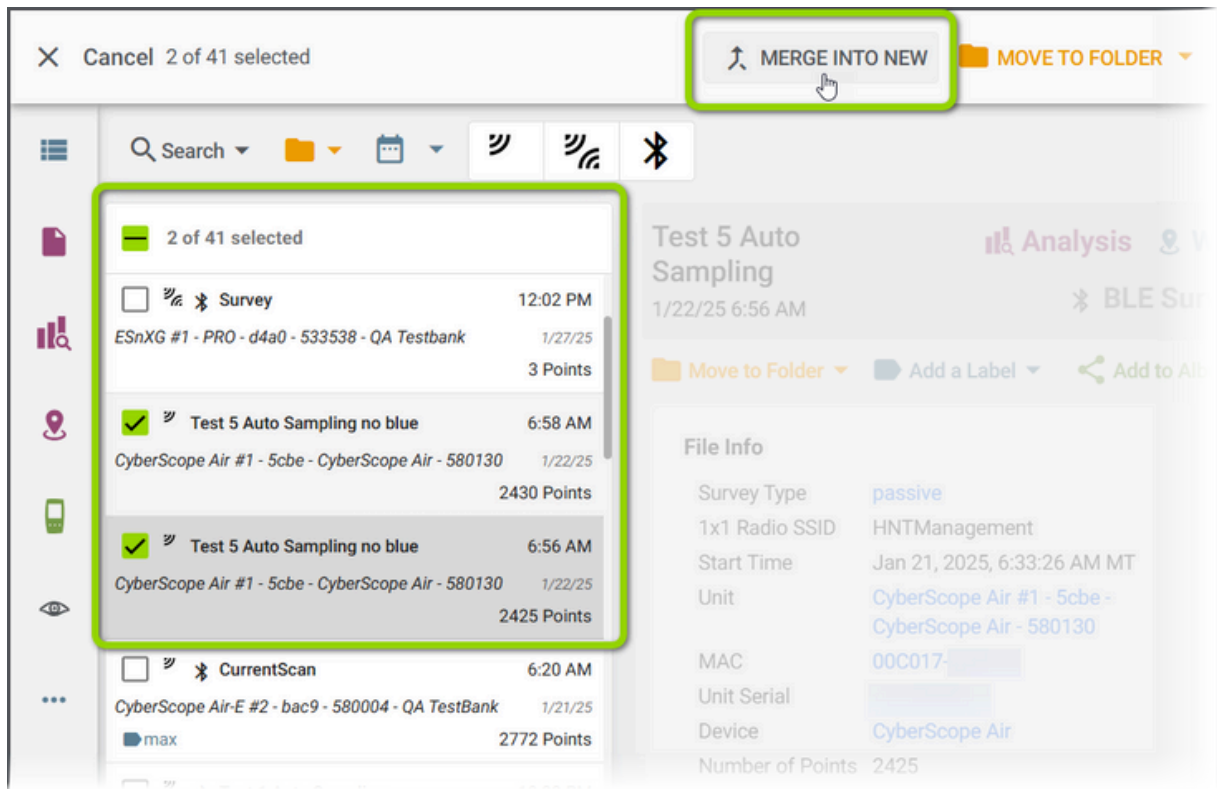 Cancel 2 of 41 selected
MERGE INTO NEW
MOVE TO FOLDER
Search
2 of 41 selected
Survey 12:02 PM
ESnXG #1 - PRO - d4a0 - 533538 - QA Testbank 1/27/25
3 Points
Test 5 Auto Sampling no blue 6:58 AM
CyberScope Air #1 - 5cbe - CyberScope Air - 580130 1/22/25
2430 Points
Test 5 Auto Sampling no blue 6:56 AM
CyberScope Air #1 - 5cbe - CyberScope Air - 580130 1/22/25
2425 Points
CurrentScan 6:20 AM
CyberScope Air-E #2 - bac9 - 580004 - QA TestBank 1/21/25
max 2772 Points
Test 5 Auto
Sampling
1/22/25 6:56 AM
Analysis
BLE Sur
Move to Folder
Add a Label
Add to Alb
File Info
Survey Type passive
1x1 Radio SSID HNTManagement
Start Time Jan 21, 2025, 6:33:26 AM MT
Unit CyberScope Air #1 - 5cbe -
CyberScope Air - 580130
MAC 00C017-
Unit Serial
Device CyberScope Air
Number of Points 2425